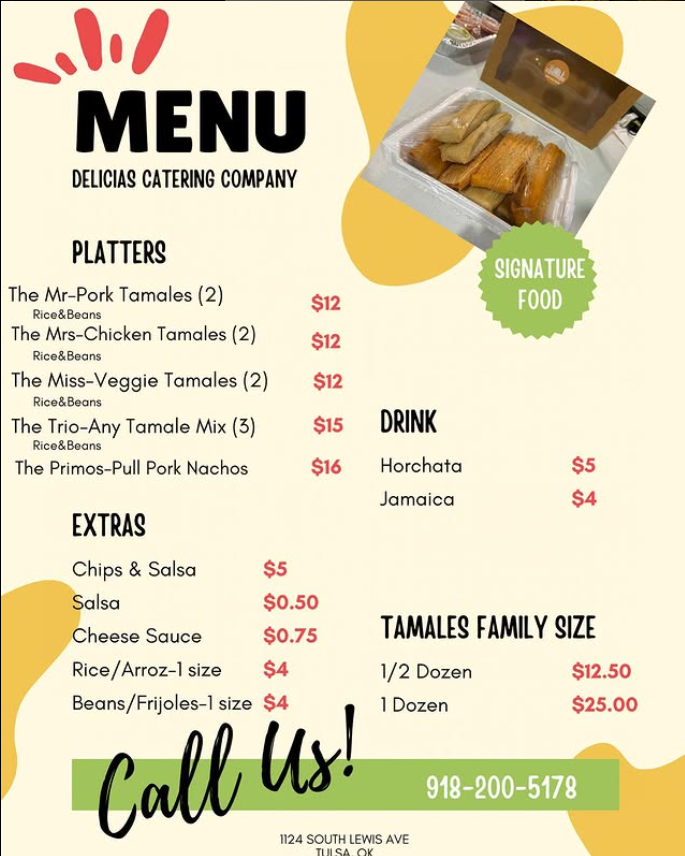 MENU
DELICIAS CATERING COMPANY
SIGNATURE
FOOD
PLATTERS
The Mr-Pork Tamales (2) $12
Rice&Beans
The Mrs-Chicken Tamales (2) $12
Rice&Beans
The Miss-Veggie Tamales (2) $12
Rice&Beans
The Trio-Any Tamale Mix (3) $15
Rice&Beans
The Primos-Pull Pork Nachos $16
DRINK
Horchata $5
Jamaica $4
EXTRAS
Chips & Salsa $5
Salsa $0.50
Cheese Sauce $0.75
Rice/Arroz-1 size $4
Beans/Frijoles-1 size $4
TAMALES FAMILY SIZE
1/2 Dozen $12.50
1 Dozen $25.00
Call Us!
918-200-5178
1124 SOUTH LEWIS AVE
TULSA, OK